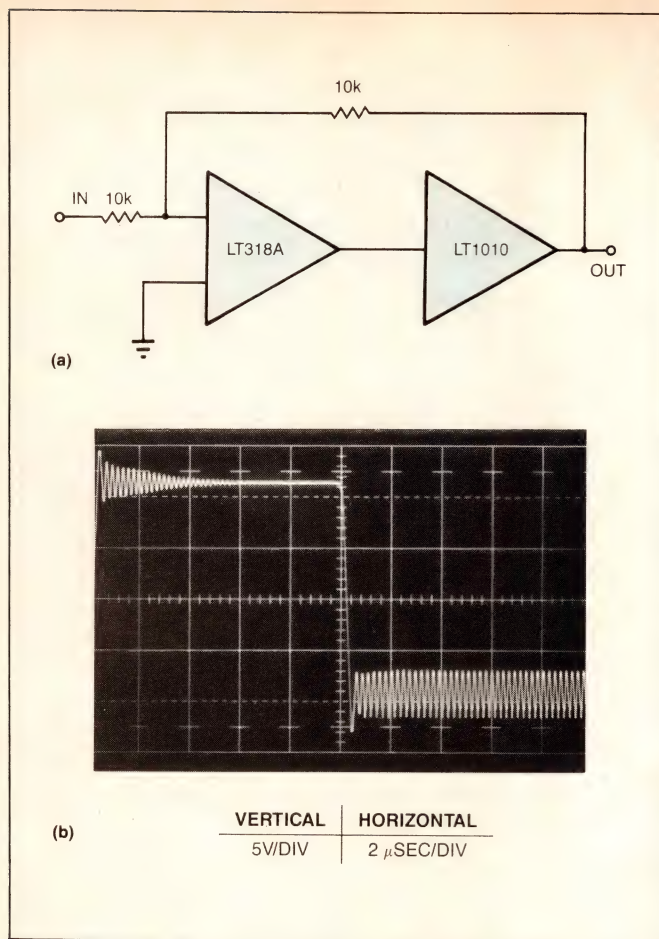 10k
IN 10k
LT318A
LT1010
OUT
(a)
(b)
VERTICAL HORIZONTAL
5V/DIV 2 μSEC/DIV